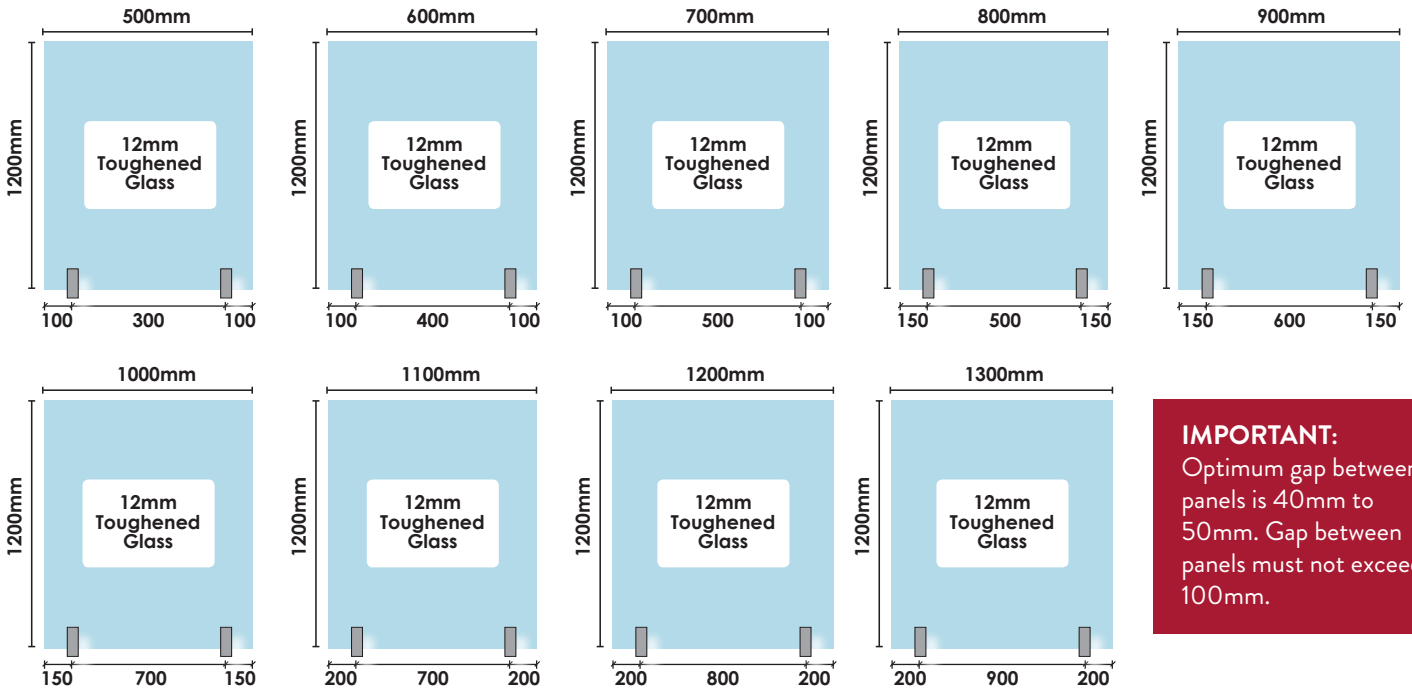 500mm
600mm
700mm
800mm
900mm
1200mm
12mm
Toughened
Glass
1200mm
12mm
Toughened
Glass
1200mm
12mm
Toughened
Glass
1200mm
12mm
Toughened
Glass
1200mm
12mm
Toughened
Glass
100 300 100
100 400 100
100 500 100
150 500 150
150 600 150
1000mm
1100mm
1200mm
1300mm
1200mm
12mm
Toughened
Glass
1200mm
12mm
Toughened
Glass
1200mm
12mm
Toughened
Glass
1200mm
12mm
Toughened
Glass
150 700 150
200 700 200
200 800 200
200 900 200
IMPORTANT:
Optimum gap between
panels is 40mm to
50mm. Gap between
panels must not exceed
100mm.